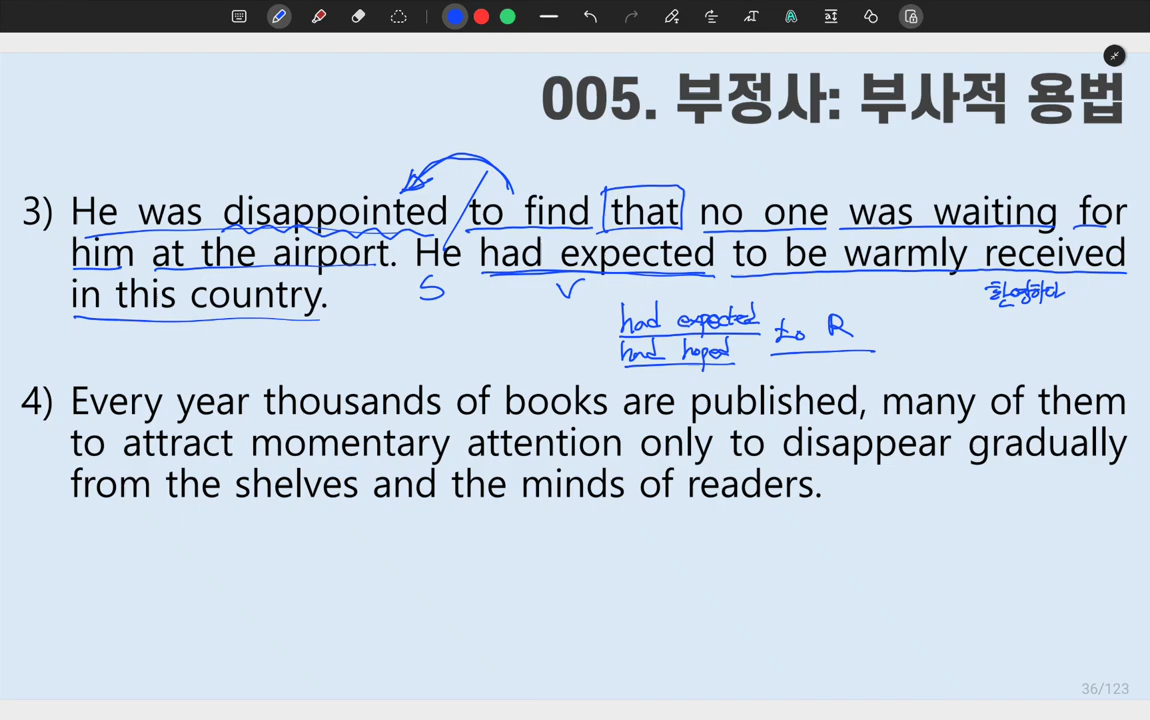 005. 부정사: 부사적 용법
3) He was disappointed to find that no one was waiting for
him at the airport. He had expected to be warmly received
in this country.
S V 환영하다
had expected to R
had hoped
4) Every year thousands of books are published, many of them
to attract momentary attention only to disappear gradually
from the shelves and the minds of readers.
36/123